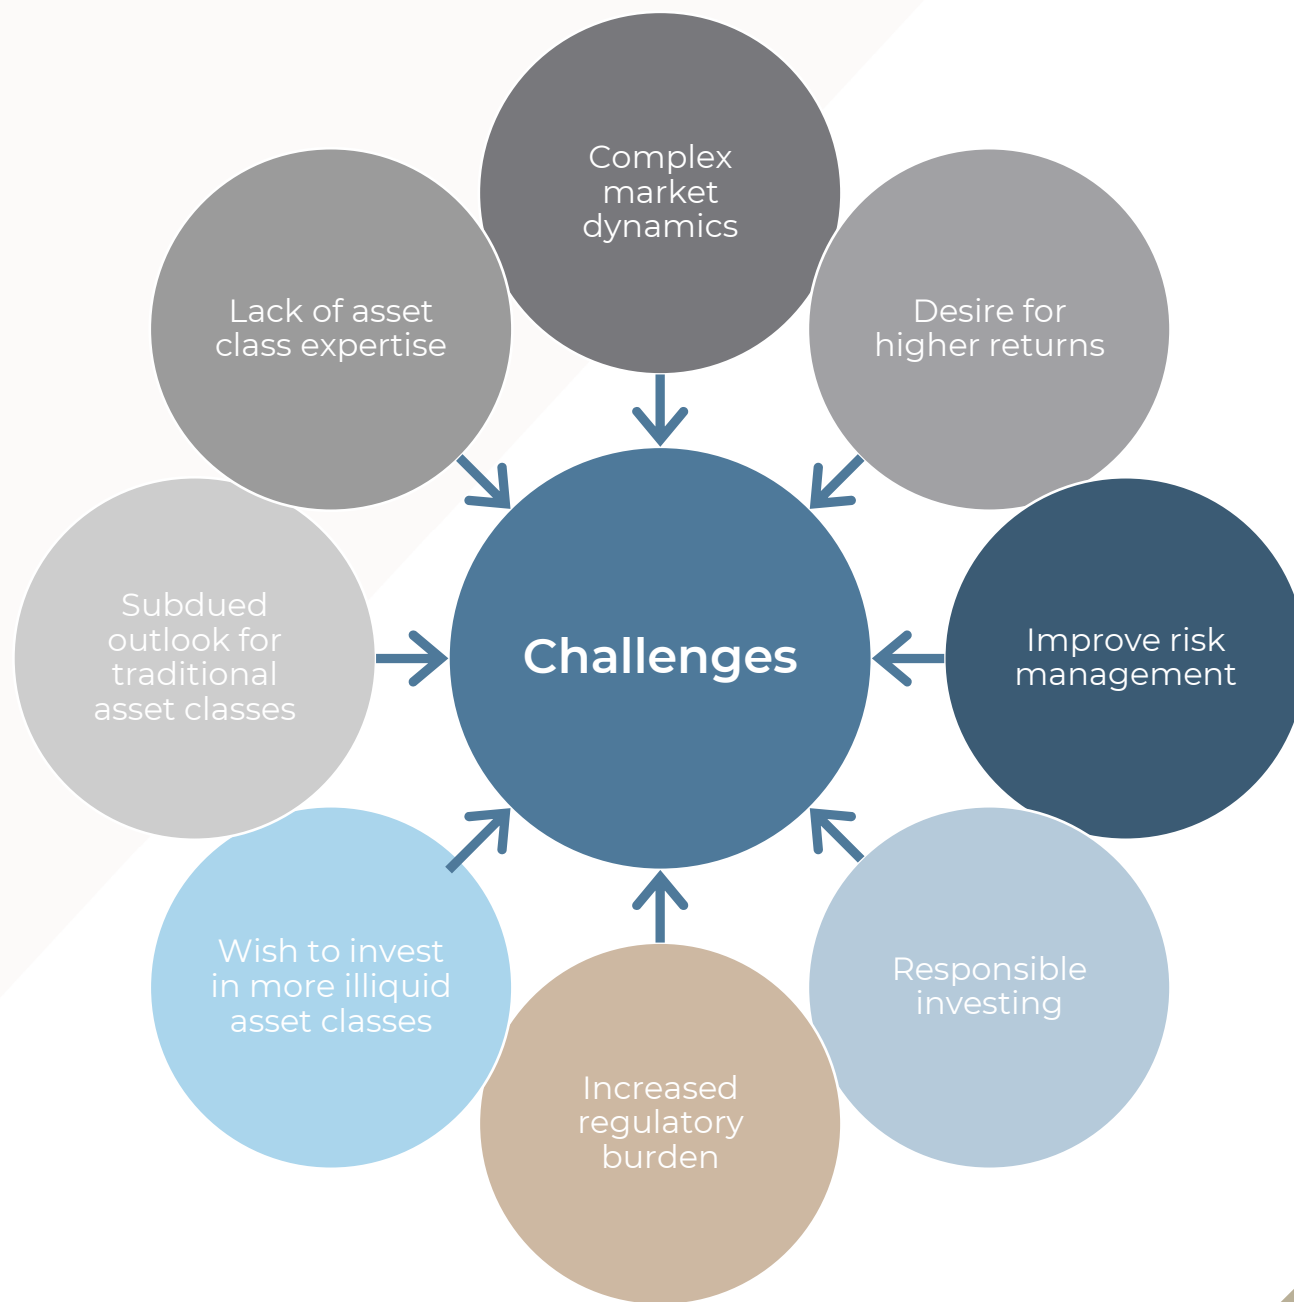 Complex
market
dynamics
Desire for
higher returns
Improve risk
management
Responsible
investing
Increased
regulatory
burden
Wish to invest
in more illiquid
asset classes
Subdued
outlook for
traditional
asset classes
Lack of asset
class expertise
Challenges